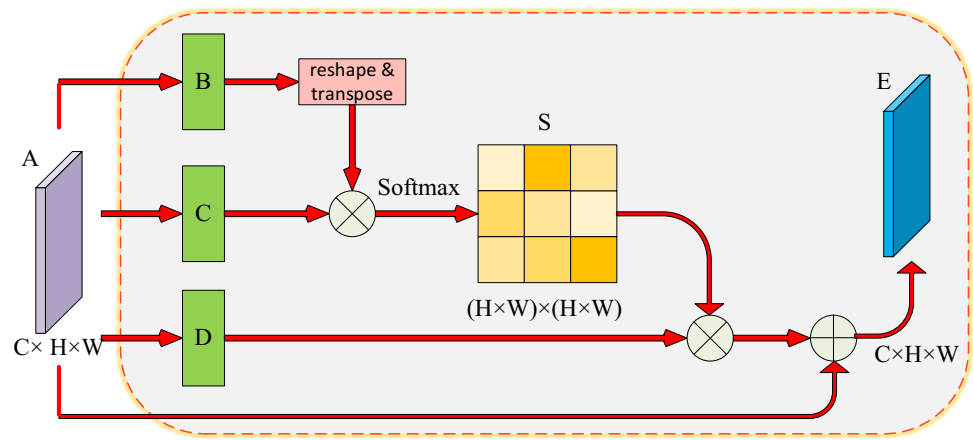 B
reshape &
transpose
E
S
A
Softmax
C
(H×W)×(H×W)
D
C× H×W
C×H×W